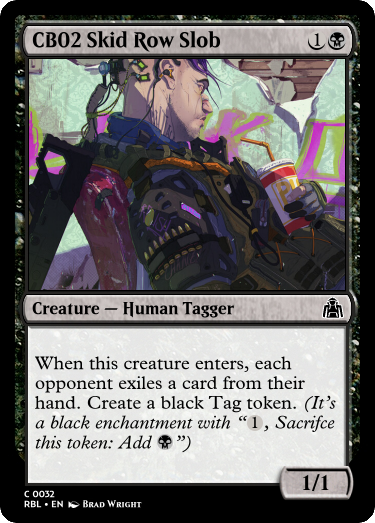 CB02 Skid Row Slob 1
Creature — Human Tagger
When this creature enters, each
opponent exiles a card from their
hand. Create a black Tag token. (It's
a black enchantment with “1, Sacrifce
this token: Add ”)
1/1
C 0032
RBL • EN Brad Wright